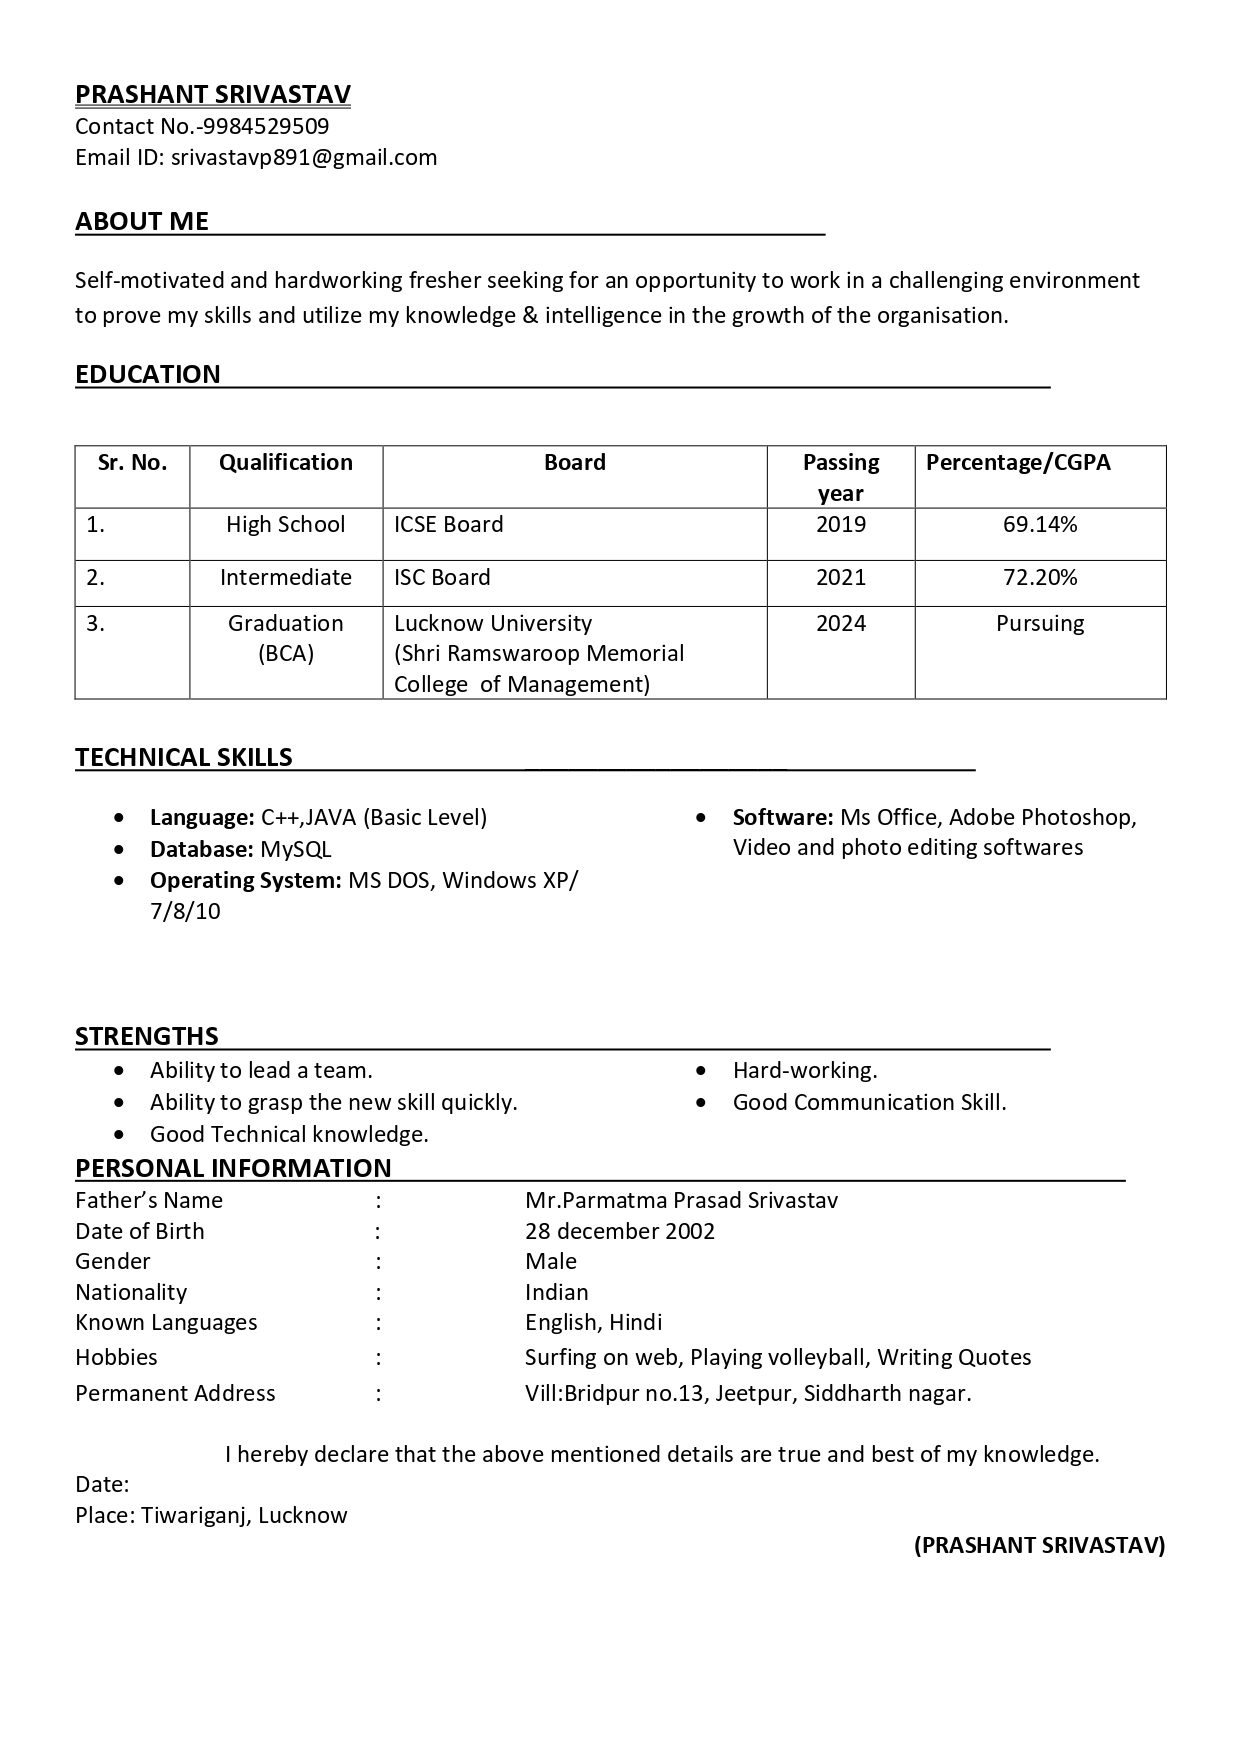 PRASHANT SRIVASTAV
Contact No.-9984529509
Email ID: srivastavp891@gmail.com
ABOUT ME
Self-motivated and hardworking fresher seeking for an opportunity to work in a challenging environment
to prove my skills and utilize my knowledge & intelligence in the growth of the organisation.
EDUCATION
Sr. No. Qualification Board Passing year Percentage/CGPA
1. High School ICSE Board 2019 69.14%
2. Intermediate ISC Board 2021 72.20%
3. Graduation Lucknow University 2024 Pursuing
(BCA) (Shri Ramswaroop Memorial
College of Management)
TECHNICAL SKILLS
• Language: C++,JAVA (Basic Level)
• Database: MySQL
• Operating System: MS DOS, Windows XP/
7/8/10
• Software: Ms Office, Adobe Photoshop,
Video and photo editing softwares
STRENGTHS
• Ability to lead a team.
• Ability to grasp the new skill quickly.
• Good Technical knowledge.
• Hard-working.
• Good Communication Skill.
PERSONAL INFORMATION
Father’s Name : Mr.Parmatma Prasad Srivastav
Date of Birth : 28 december 2002
Gender : Male
Nationality : Indian
Known Languages : English, Hindi
Hobbies : Surfing on web, Playing volleyball, Writing Quotes
Permanent Address : Vill:Bridpur no.13, Jeetpur, Siddharth nagar.
I hereby declare that the above mentioned details are true and best of my knowledge.
Date:
Place: Tiwariganj, Lucknow
(PRASHANT SRIVASTAV)